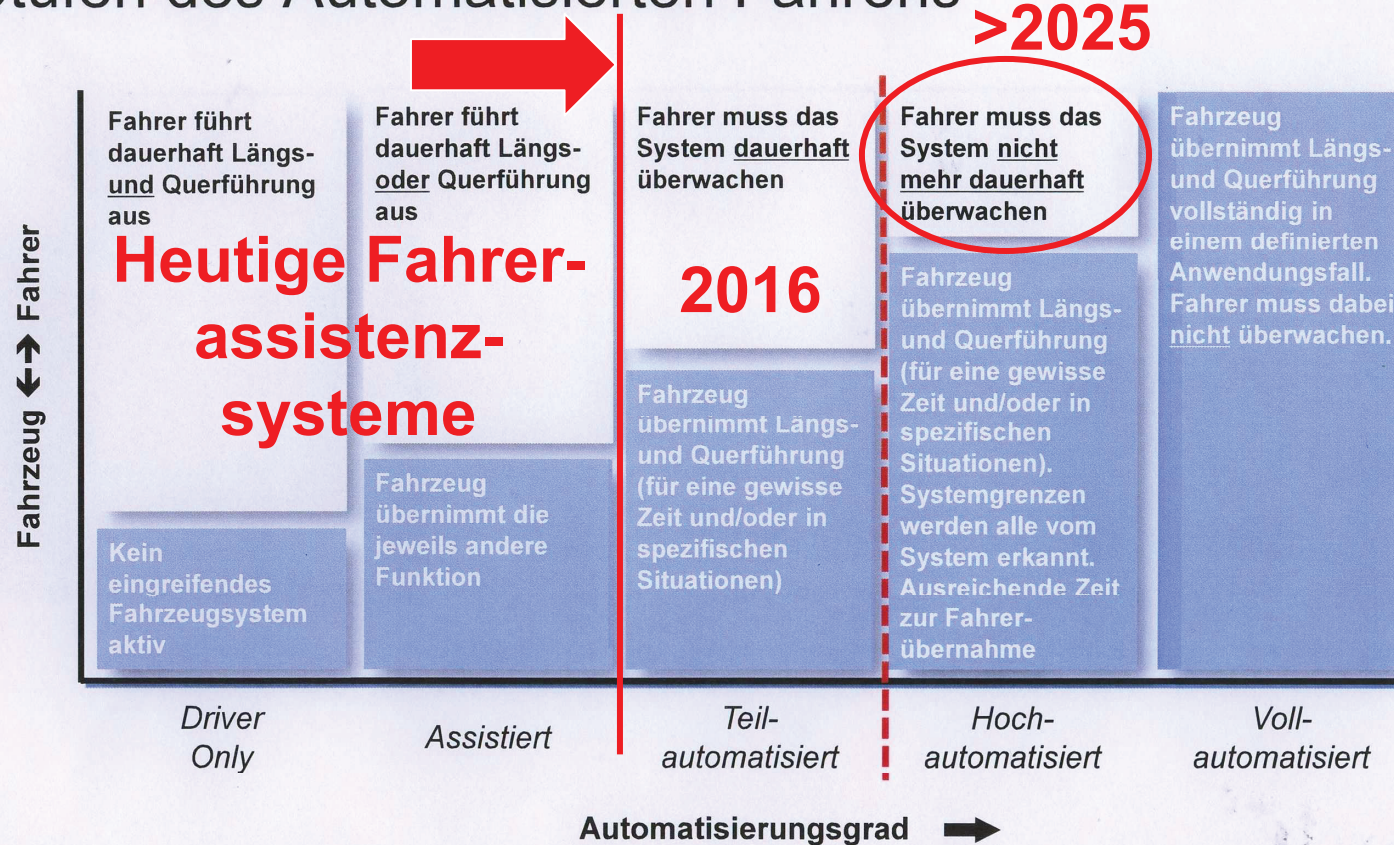 Stufen des Automatisierten Fahrens
>2025
Fahrer führt
dauerhaft Längs-
und Querführung
aus
Fahrer führt
dauerhaft Längs-
oder Querführung
aus
Fahrer muss das
System dauerhaft
überwachen
Fahrer muss das
System nicht
mehr dauerhaft
überwachen
Fahrzeug
übernimmt Längs-
und Querführung
vollständig in
einem definierten
Anwendungsfall.
Fahrer muss dabei
nicht überwachen.
Heutige Fahrer-
assistenz-
systeme
2016
Kein
eingreifendes
Fahrzeugsystem
aktiv
Fahrzeug
übernimmt die
jeweils andere
Funktion
Fahrzeug
übernimmt Längs-
und Querführung
(für eine gewisse
Zeit und/oder in
spezifischen
Situationen)
Fahrzeug
übernimmt Längs-
und Querführung
(für eine gewisse
Zeit und/oder in
spezifischen
Situationen).
Systemgrenzen
werden alle vom
System erkannt.
Ausreichende Zeit
zur Fahrer-
übernahme
Fahrzeug ↔ Fahrer
Driver
Only
Assistiert
Teil-
automatisiert
Hoch-
automatisiert
Voll-
automatisiert
Automatisierungsgrad